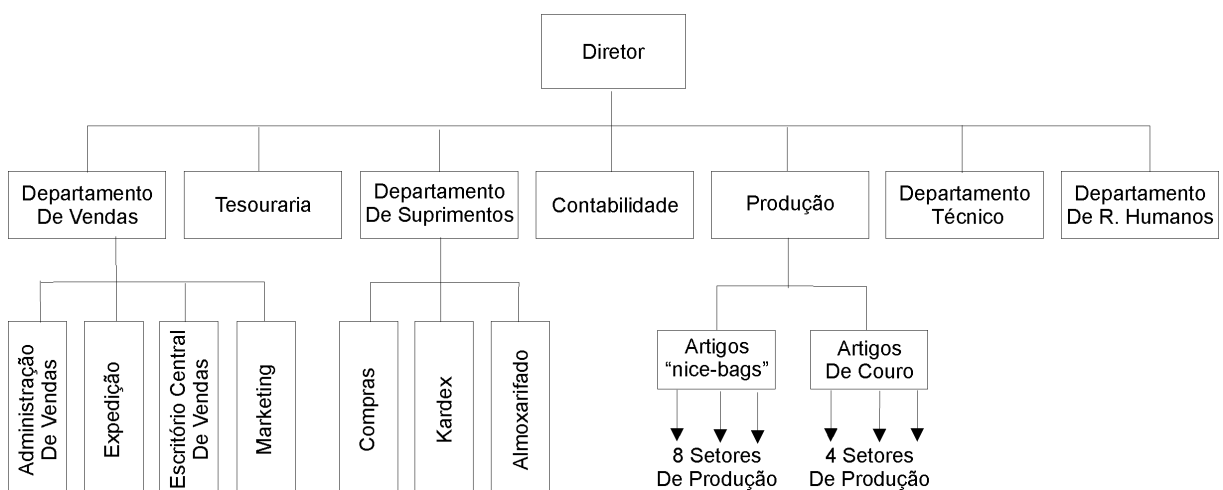 Diretor
Departamento
De Vendas
Tesouraria
Departamento
De Suprimentos
Contabilidade
Produção
Departamento
Técnico
Departamento
De R. Humanos
Administração
De Vendas
Expedição
Escritório Central
De Vendas
Marketing
Compras
Kardex
Almoxarifado
Artigos
“nice-bags”
Artigos
De Couro
8 Setores
De Produção
4 Setores
De Produção